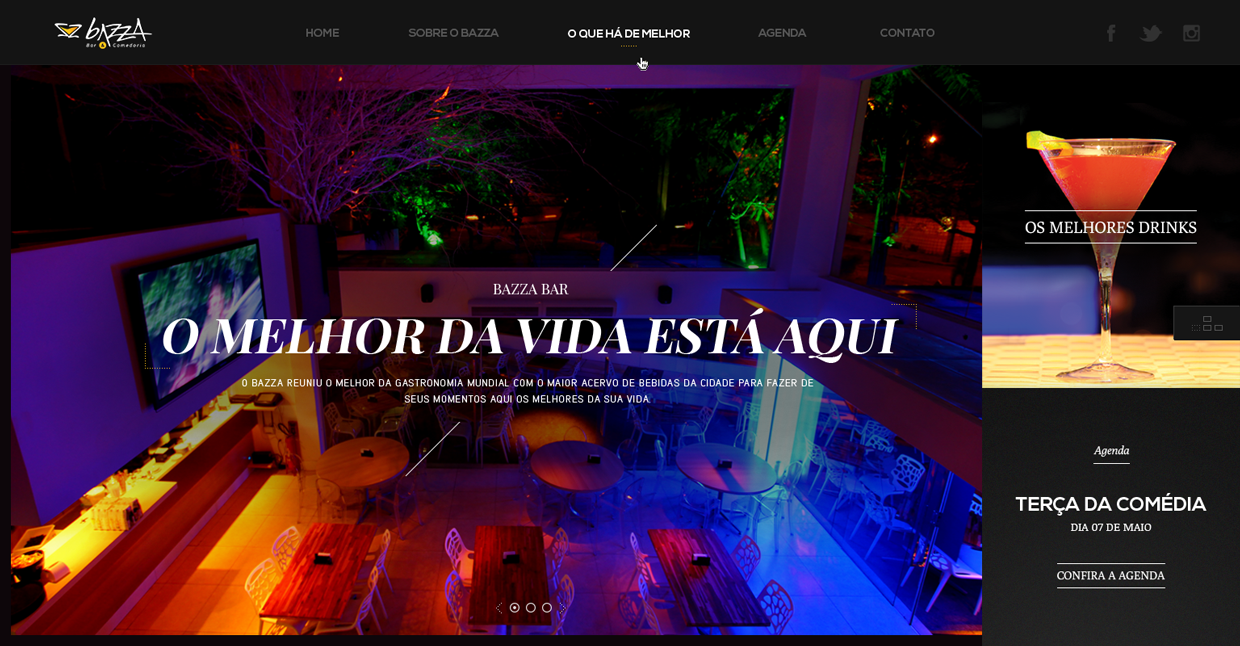 bazza
Bar & Comedoria
HOME
SOBRE O BAZZA
O QUE HÁ DE MELHOR
AGENDA
CONTATO
BAZZA BAR
O MELHOR DA VIDA ESTÁ AQUI
O BAZZA REUNIU O MELHOR DA GASTRONOMIA MUNDIAL COM O MAIOR ACERVO DE BEBIDAS DA CIDADE PARA FAZER DE
SEUS MOMENTOS AQUI OS MELHORES DA SUA VIDA.
OS MELHORES DRINKS
Agenda
TERÇA DA COMÉDIA
DIA 07 DE MAIO
CONFIRA A AGENDA